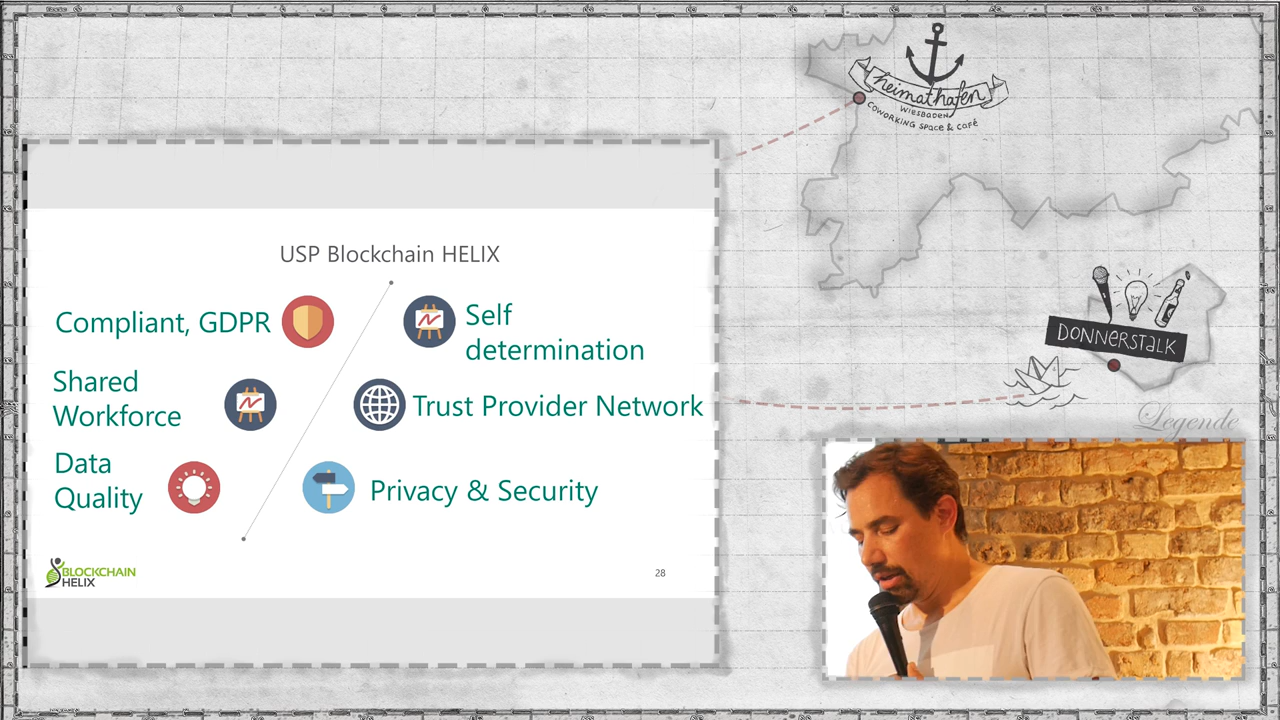 heimathafen
WIESBADEN
COWORKING SPACE & CAFÉ
USP Blockchain HELIX
Compliant, GDPR
Self
determination
Shared
Workforce
Trust Provider Network
Data
Quality
Privacy & Security
BLOCKCHAIN
HELIX
28
DONNERSTALK
Legende